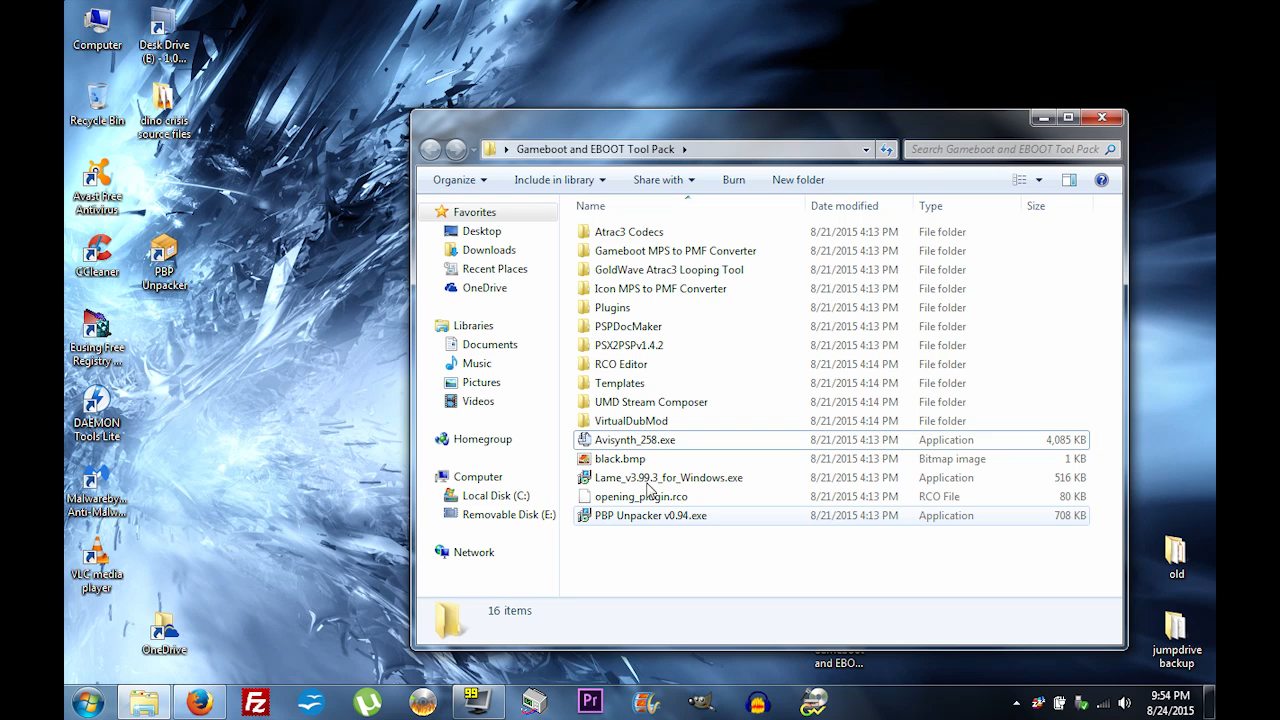 Computer
Desk Drive
(E) - 1.0...
Recycle Bin
dino crisis
source files
Avast Free
Antivirus
CCleaner
PBP
Unpacker
Eusing Free
Registry ...
DAEMON
Tools Lite
Malwareby...
Anti-Malw...
VLC media
player
OneDrive
Gameboot and EBOOT Tool Pack
Search Gameboot and EBOOT Tool Pack
Organize
Include in library
Share with
Burn
New folder
Favorites
Desktop
Downloads
Recent Places
OneDrive
Libraries
Documents
Music
Pictures
Videos
Homegroup
Computer
Local Disk (C:)
Removable Disk (E:)
Network
Name Date modified Type Size
Atrac3 Codecs 8/21/2015 4:13 PM File folder
Gameboot MPS to PMF Converter 8/21/2015 4:13 PM File folder
GoldWave Atrac3 Looping Tool 8/21/2015 4:13 PM File folder
Icon MPS to PMF Converter 8/21/2015 4:13 PM File folder
Plugins 8/21/2015 4:13 PM File folder
PSPDocMaker 8/21/2015 4:13 PM File folder
PSX2PSPv1.4.2 8/21/2015 4:13 PM File folder
RCO Editor 8/21/2015 4:14 PM File folder
Templates 8/21/2015 4:14 PM File folder
UMD Stream Composer 8/21/2015 4:14 PM File folder
VirtualDubMod 8/21/2015 4:14 PM File folder
Avisynth_258.exe 8/21/2015 4:13 PM Application 4,085 KB
black.bmp 8/21/2015 4:13 PM Bitmap image 1 KB
Lame_v3.99.3_for_Windows.exe 8/21/2015 4:13 PM Application 516 KB
opening_plugin.rco 8/21/2015 4:13 PM RCO File 80 KB
PBP Unpacker v0.94.exe 8/21/2015 4:13 PM Application 708 KB
16 items
old
jumpdrive
backup
and EBO...
99
Pr
9:54 PM
8/24/2015